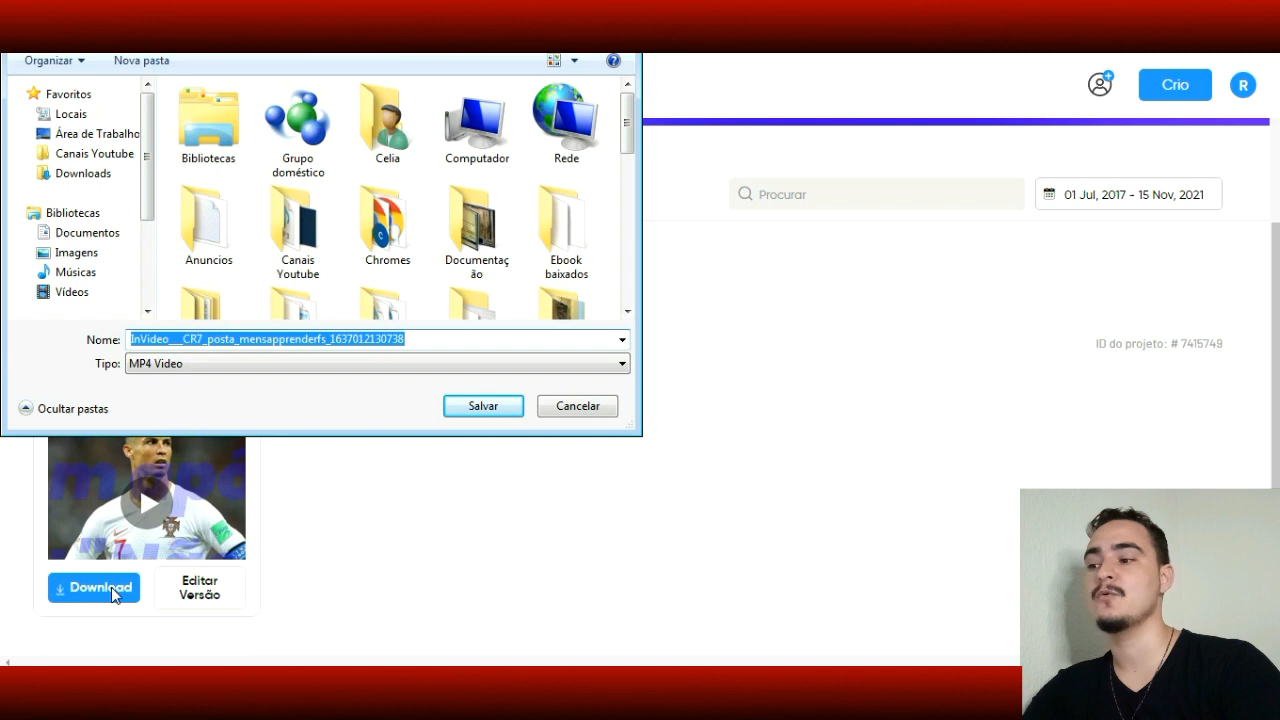 Organizar
Nova pasta
Favoritos
Locais
Área de Trabalho
Canais Youtube
Downloads
Bibliotecas
Documentos
Imagens
Músicas
Vídeos
Bibliotecas
Grupo
doméstico
Celia
Computador
Rede
Anuncios
Canais
Youtube
Chromes
Documentaç
ão
Ebook
baixados
Nome:
InVideo___CR7_posta_mensapprenderfs_1637012130738
Tipo:
MP4 Video
Ocultar pastas
Salvar
Cancelar
Crio
R
Procurar
01 Jul, 2017 - 15 Nov, 2021
ID do projeto: # 7415749
7
Download
Editar
Versão